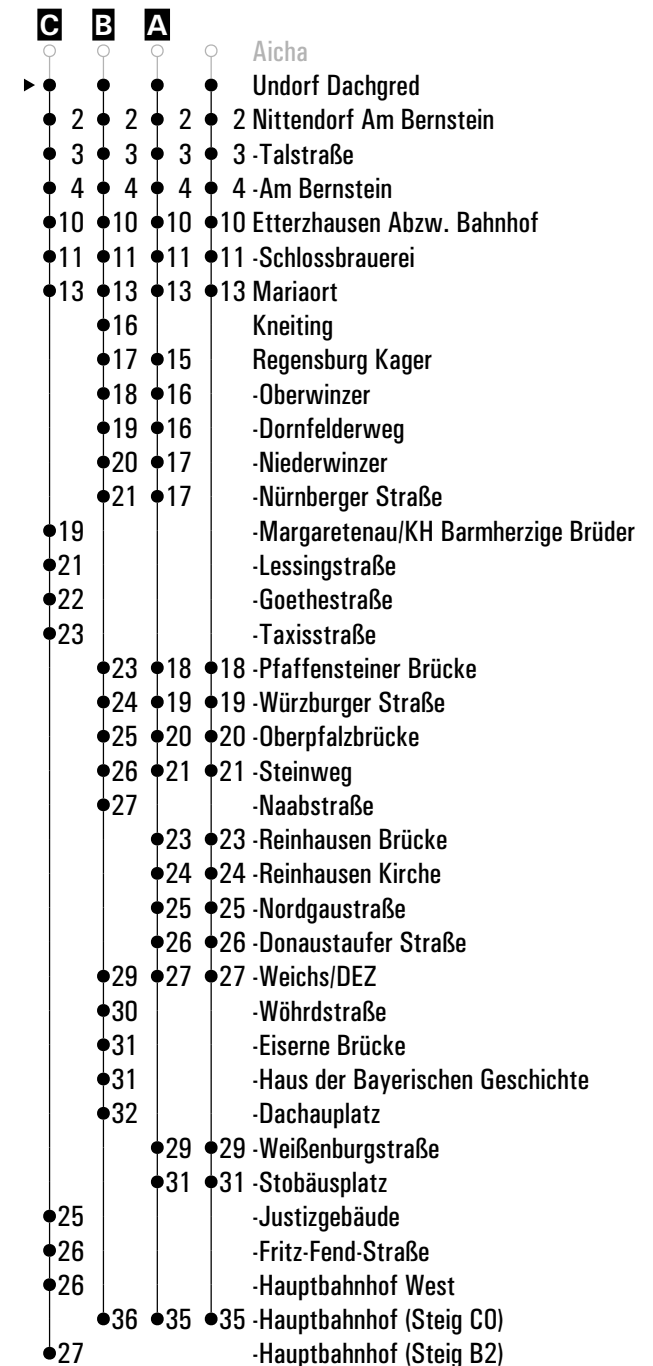 C B A
Aicha
Undorf Dachgred
2 2 2 2 Nittendorf Am Bernstein
3 3 3 3 -Talstraße
4 4 4 4 -Am Bernstein
10 10 10 10 Etterzhausen Abzw. Bahnhof
11 11 11 11 -Schlossbrauerei
13 13 13 13 Mariaort
16 Kneiting
17 15 Regensburg Kager
18 16 -Oberwinzer
19 16 -Dornfelderweg
20 17 -Niederwinzer
21 17 -Nürnberger Straße
19 -Margaretenau/KH Barmherzige Brüder
21 -Lessingstraße
22 -Goethestraße
23 -Taxisstraße
23 18 18 -Pfaffensteiner Brücke
24 19 19 -Würzburger Straße
25 20 20 -Oberpfalzbrücke
26 21 21 -Steinweg
27 -Naabstraße
23 23 -Reinhausen Brücke
24 24 -Reinhausen Kirche
25 25 -Nordgaustraße
26 26 -Donaustaufer Straße
29 27 27 -Weichs/DEZ
30 -Wöhrdstraße
31 -Eiserne Brücke
31 -Haus der Bayerischen Geschichte
32 -Dachauplatz
29 29 -Weißenburgstraße
31 31 -Stobäusplatz
25 -Justizgebäude
26 -Fritz-Fend-Straße
26 -Hauptbahnhof West
36 35 35 -Hauptbahnhof (Steig C0)
27 -Hauptbahnhof (Steig B2)